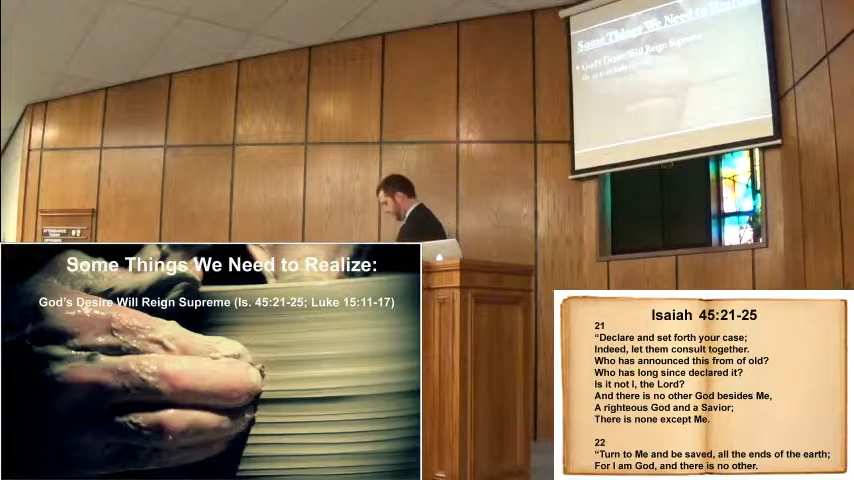 Some Things We Need to Realize:
God's Desire Will Reign Supreme
ATTENDANCE
TODAY 92
Some Things We Need to Realize:
God's Desire Will Reign Supreme (Is. 45:21-25; Luke 15:11-17)
Isaiah 45:21-25
21
“Declare and set forth your case;
Indeed, let them consult together.
Who has announced this from of old?
Who has long since declared it?
Is it not I, the Lord?
And there is no other God besides Me,
A righteous God and a Savior;
There is none except Me.
22
“Turn to Me and be saved, all the ends of the earth;
For I am God, and there is no other.